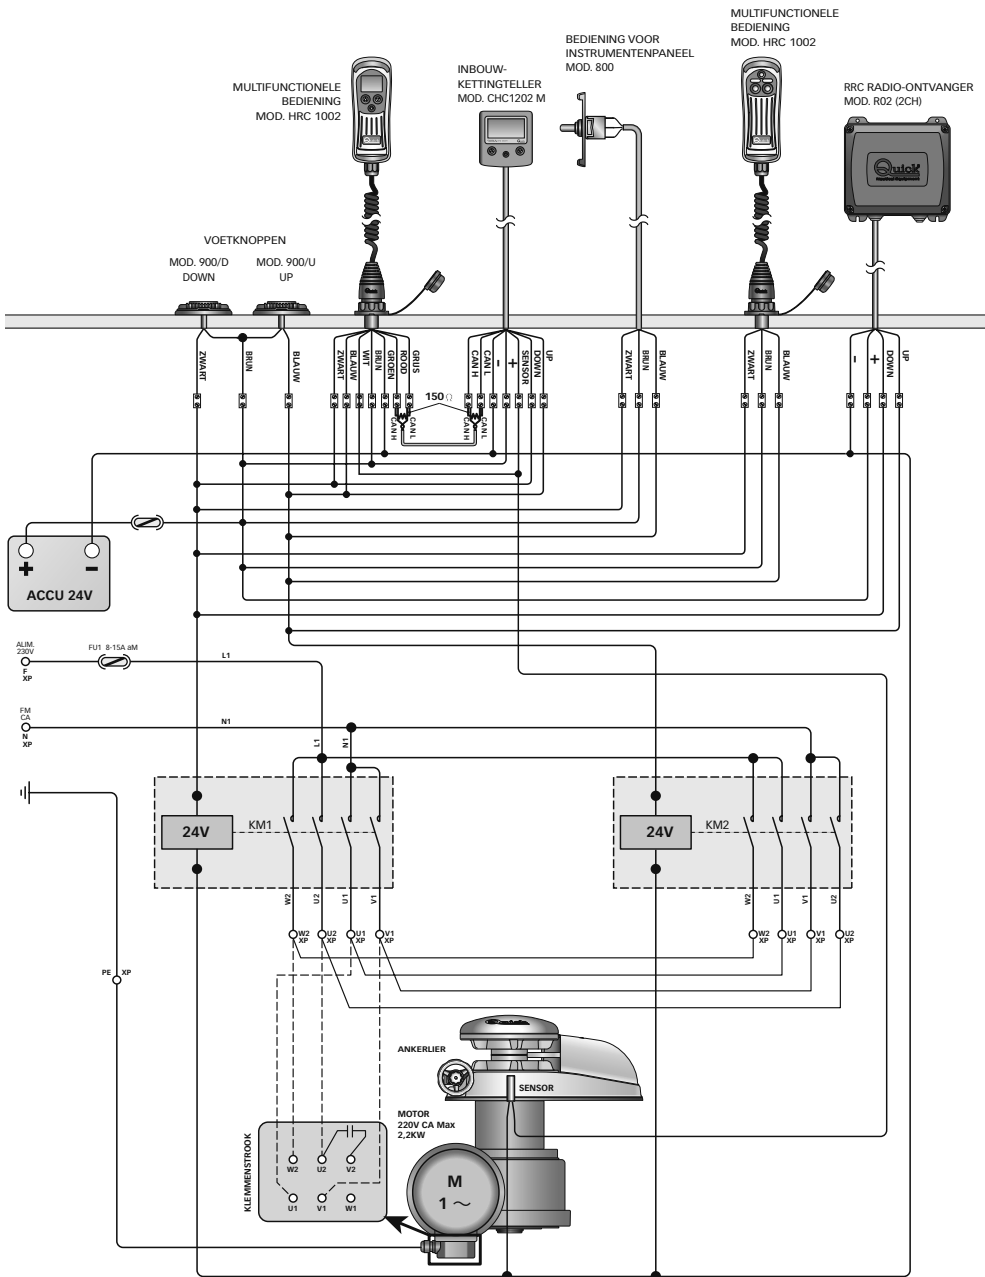 MULTIFUNCTIONELE
BEDIENING
MOD. HRC 1002
BEDIENING VOOR
INSTRUMENTENPANEEL
MOD. 800
INBOUW-
KETTINGTELLER
MOD. CHC1202 M
MULTIFUNCTIONELE
BEDIENING
MOD. HRC 1002
RRC RADIO-ONTVANGER
MOD. R02 (2CH)
Quick
VOETKNOPPEN
MOD. 900/D
DOWN
MOD. 900/U
UP
ZWART
BRUN
BLAUW
ZWART
BLAUW
WIT
BRUN
GROEN
ROOD
GRUS
CAN H
CAN L
-
+
SENSOR
DOWN
UP
ZWART
BRUN
BLAUW
ZWART
BRUN
BLAUW
-
+
DOWN
UP
150 Ω
CAN H
CAN L
CAN H
CAN L
+
-
ACCU 24V
ALIM.
230V
F
XP
FU1 8-15A aM
L1
FM
CA
N
XP
N1
L1
N1
24V
KM1
24V
KM2
W2
U2
U1
V1
W2
U1
V1
U2
W2
XP
U2
XP
U1
XP
V1
XP
W2
XP
U1
XP
V1
XP
U2
XP
PE
XP
Quick
ANKERLIER
SENSOR
MOTOR
220V CA Max
2,2KW
KLEMMENSTROOK
W2
U2
V2
U1
V1
W1
M
1 ~